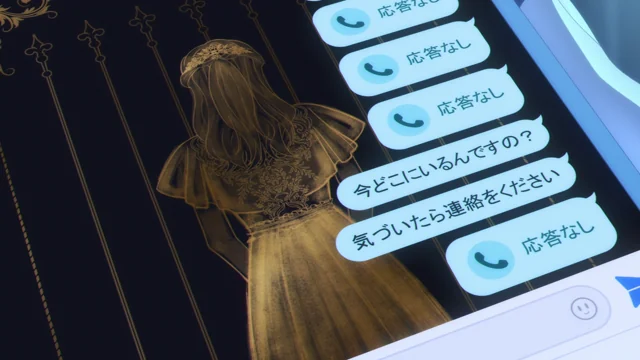 応答なし
応答なし
応答なし
今どこにいるんですの？
気づいたら連絡をください
応答なし